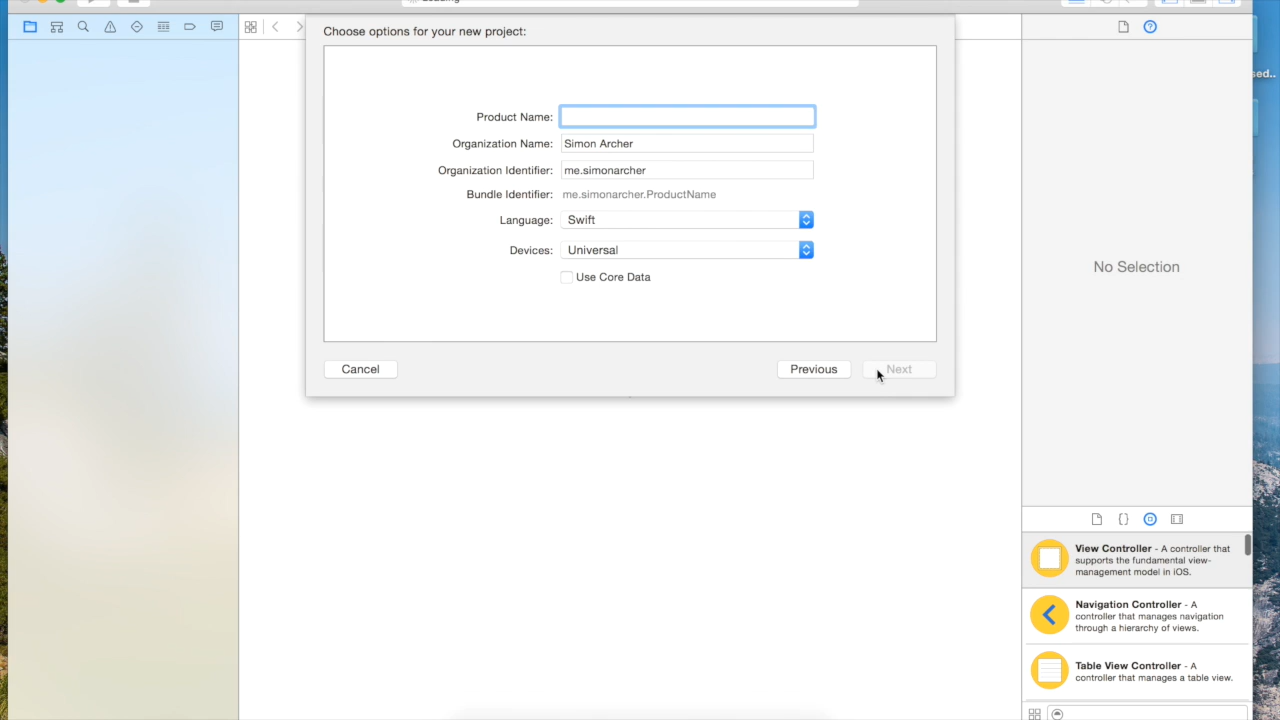 Choose options for your new project:
Product Name:
Organization Name: Simon Archer
Organization Identifier: me.simonarcher
Bundle Identifier: me.simonarcher.ProductName
Language: Swift
Devices: Universal
Use Core Data
Cancel
Previous
Next
sed..
No Selection
View Controller - A controller that
supports the fundamental view-
management model in iOS.
Navigation Controller - A
controller that manages navigation
through a hierarchy of views.
Table View Controller - A
controller that manages a table view.